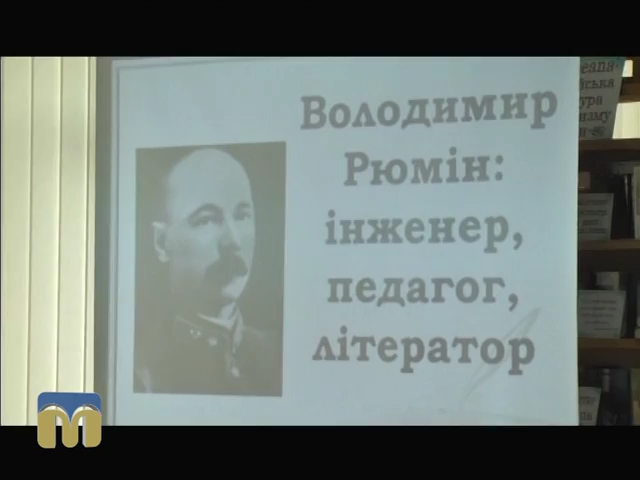 Володимир
Рюмін:
інженер,
педагог,
літератор